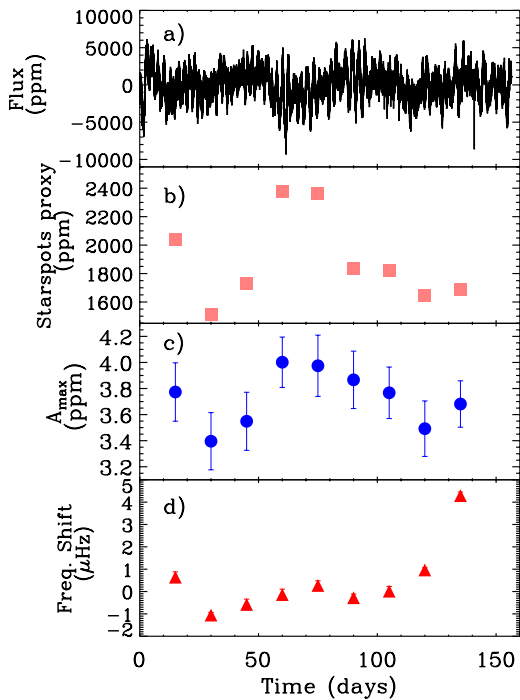 a)
10000
5000
0
−5000
−10000
Flux
(ppm)
b)
2400
2200
2000
1800
1600
Starspots proxy
(ppm)
c)
4.2
4.0
3.8
3.6
3.4
3.2
Amax
(ppm)
d)
5
4
2
1
0
−1
−2
Freq. Shift
(μHz)
0 50 100 150
Time (days)